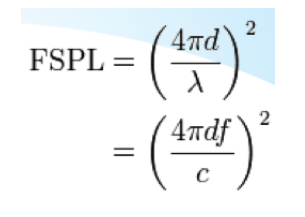 FSPL = (4πd/λ)²
= (4πdf/c)²